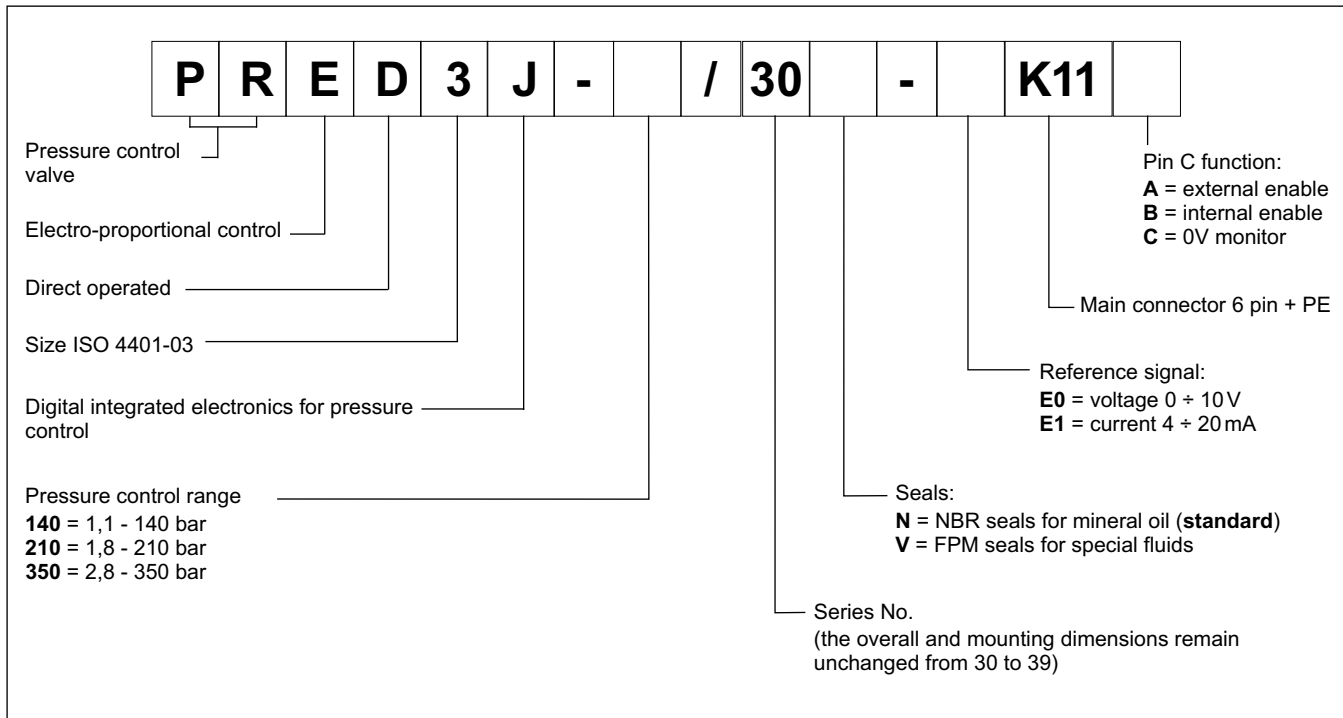 P R E D 3 J - / 30 - K11
Pressure control
valve
Electro-proportional control
Direct operated
Size ISO 4401-03
Digital integrated electronics for pressure
control
Pressure control range
140 = 1,1 - 140 bar
210 = 1,8 - 210 bar
350 = 2,8 - 350 bar
Pin C function:
A = external enable
B = internal enable
C = 0V monitor
Main connector 6 pin + PE
Reference signal:
E0 = voltage 0 ÷ 10 V
E1 = current 4 ÷ 20 mA
Seals:
N = NBR seals for mineral oil (standard)
V = FPM seals for special fluids
Series No.
(the overall and mounting dimensions remain
unchanged from 30 to 39)